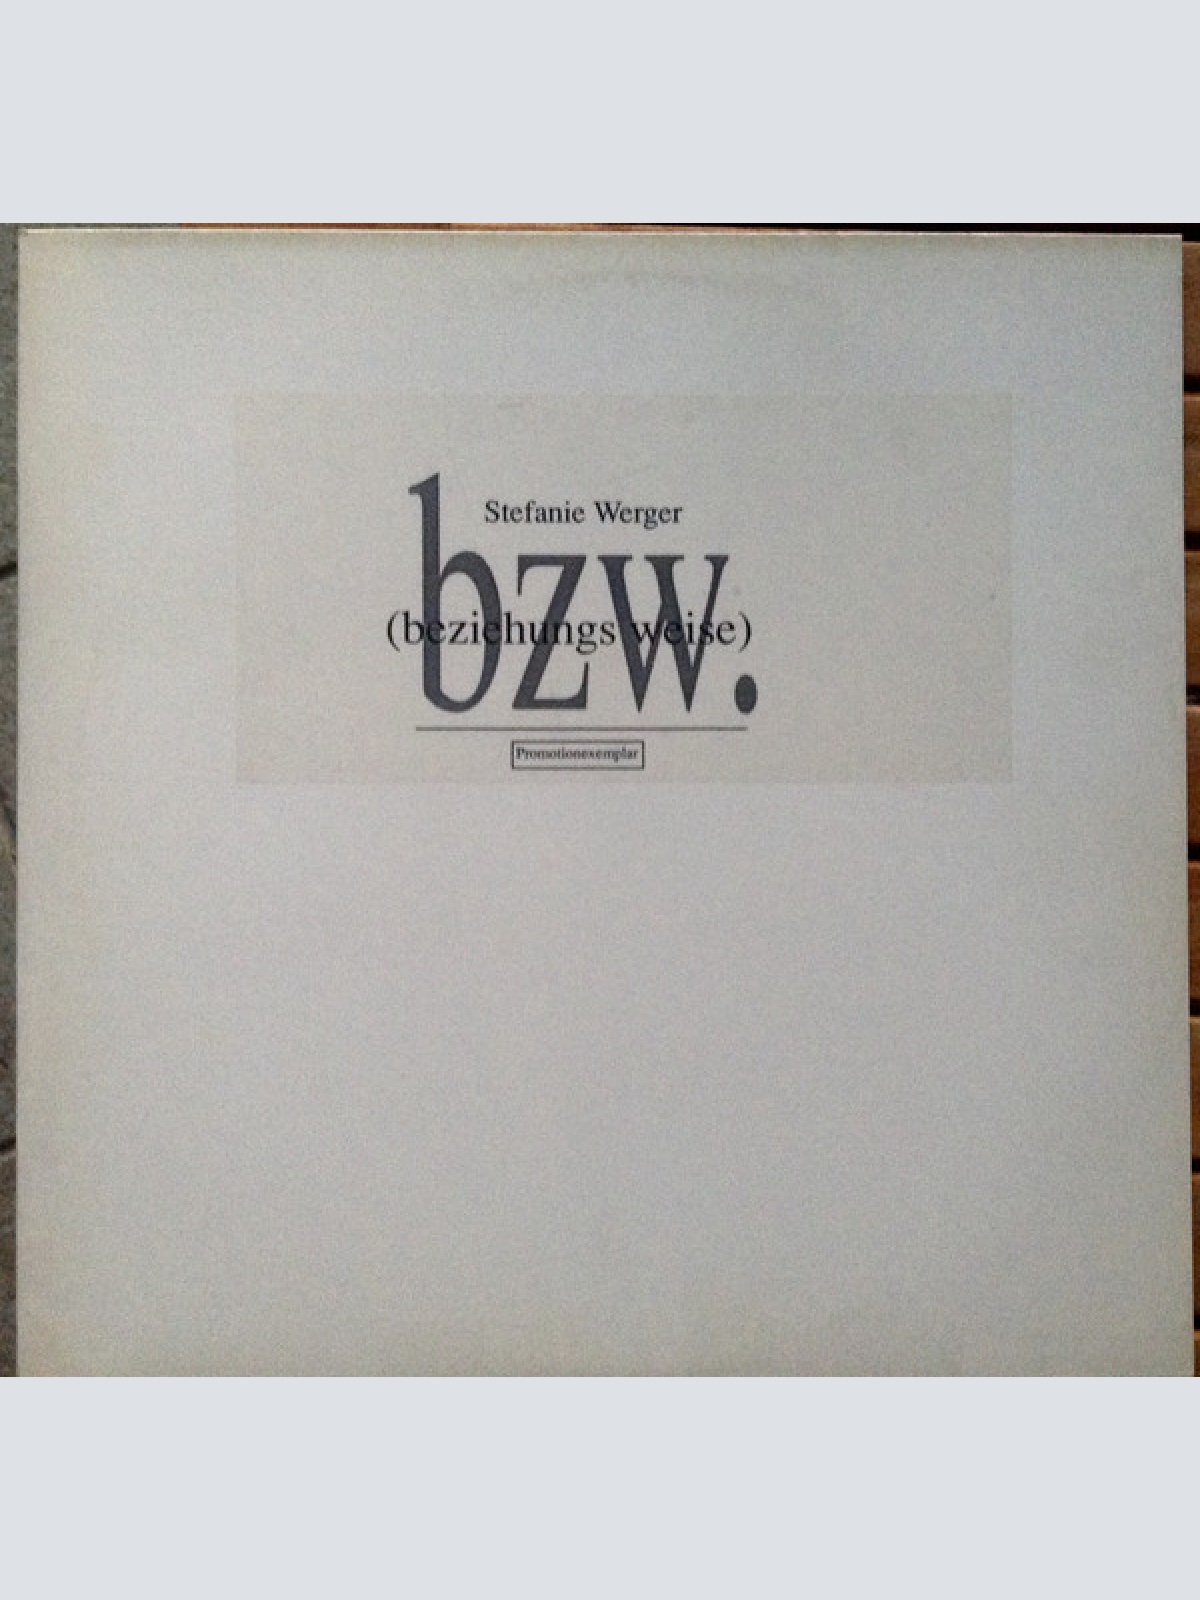 Stefanie Werger
bzw.
(beziehungs weise)
Promotionexemplar